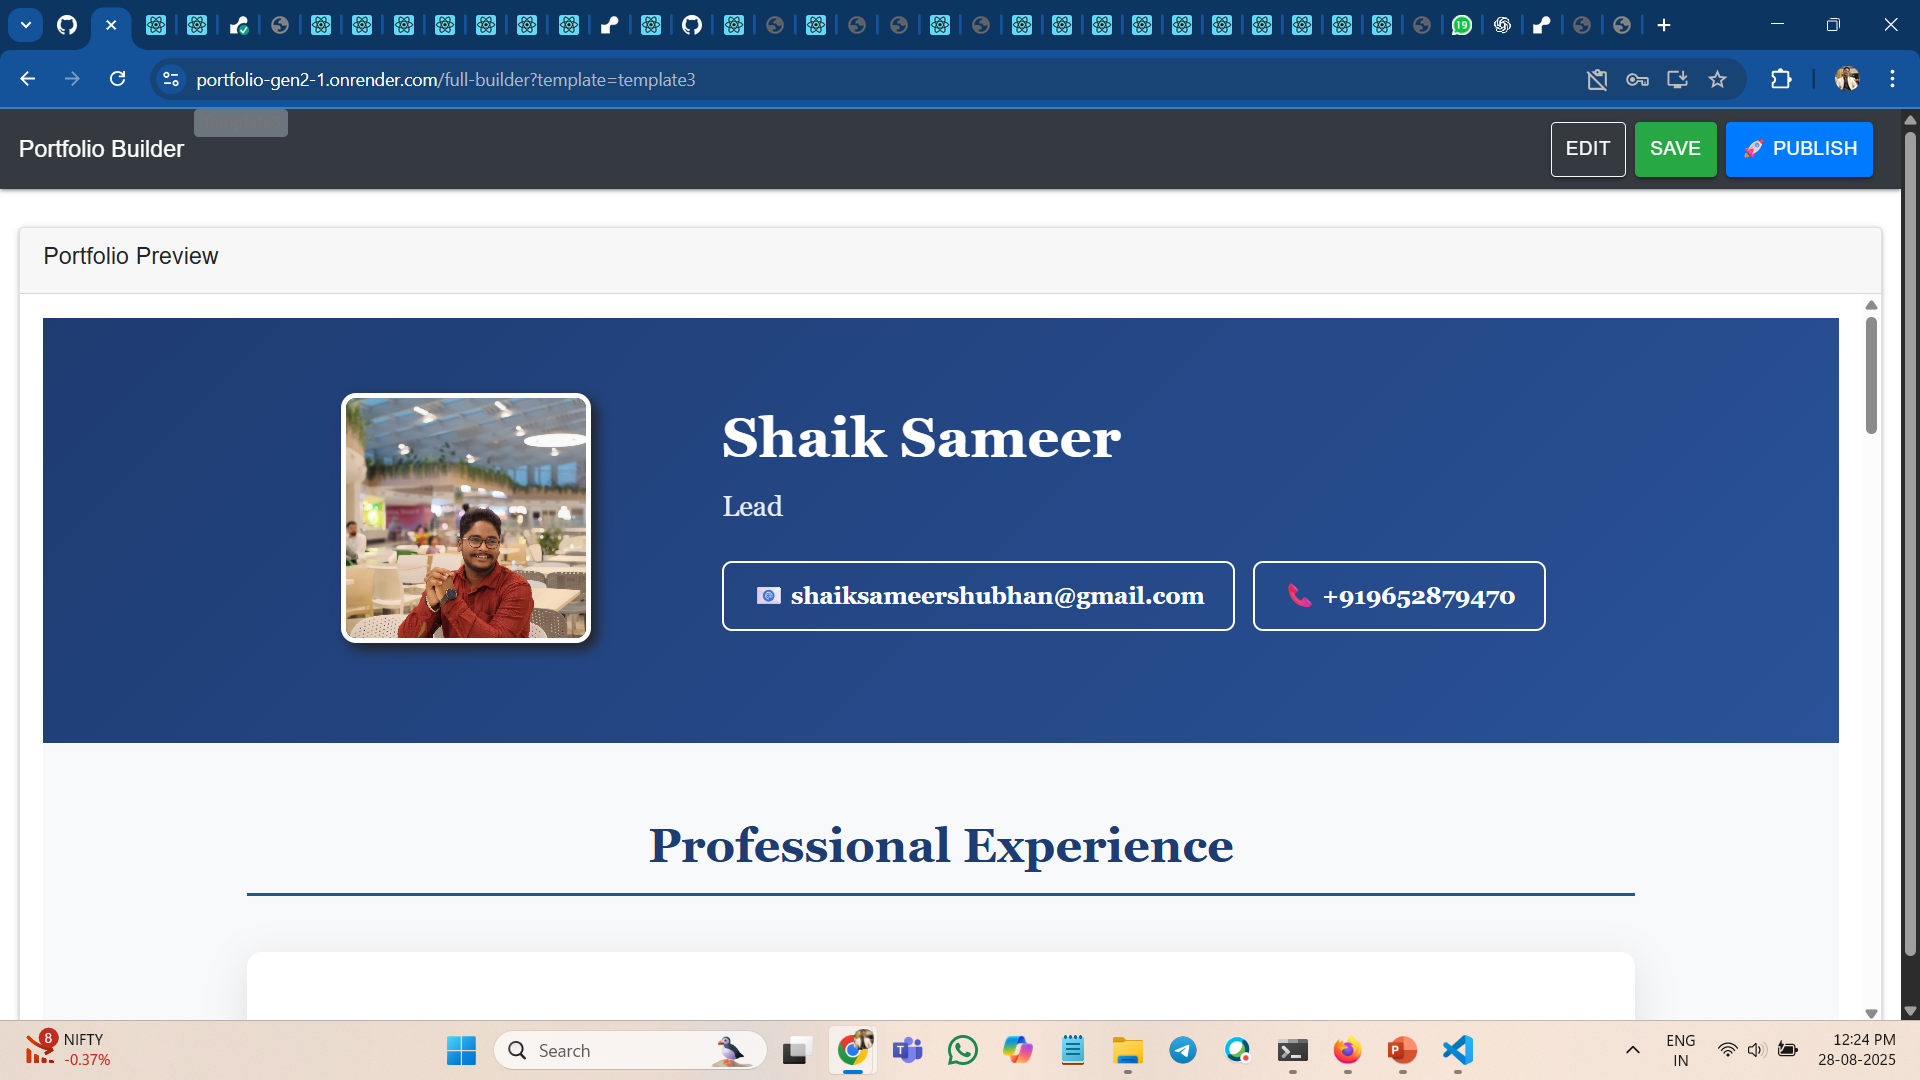 19
portfolio-gen2-1.onrender.com/full-builder?template=template3
Portfolio Builder
EDIT
SAVE
🚀 PUBLISH
Portfolio Preview
Shaik Sameer
Lead
📧 shaiksameershubhan@gmail.com
📞 +919652879470
Professional Experience
8
NIFTY
-0.37%
Search
ENG
IN
12:24 PM
28-08-2025